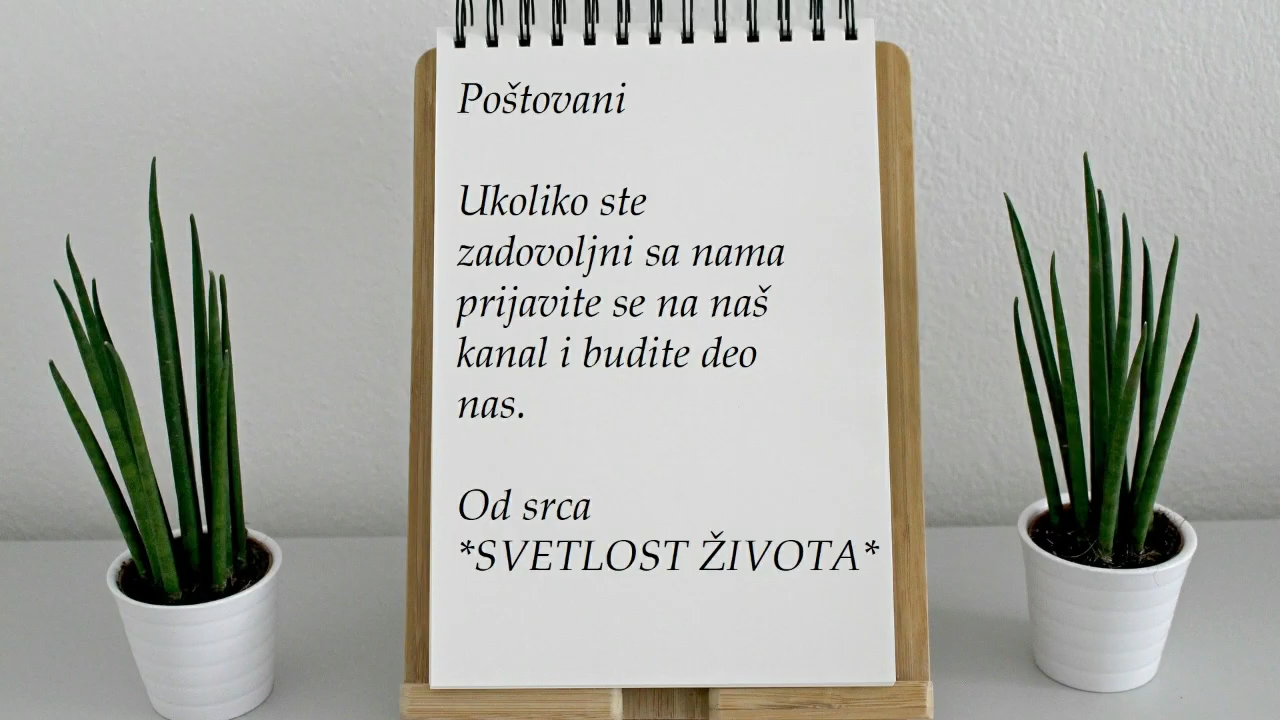 Poštovani
Ukoliko ste
zadovoljni sa nama
prijavite se na naš
kanal i budite deo
nas.
Od srca
*SVETLOST ŽIVOTA*